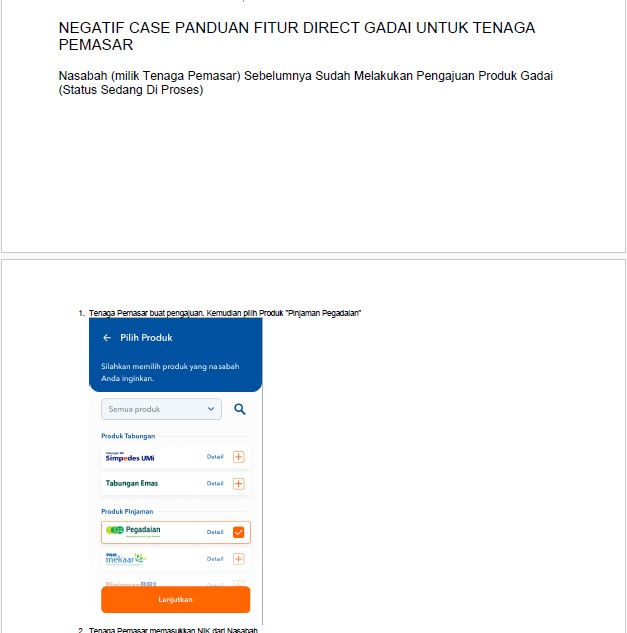 NEGATIF CASE PANDUAN FITUR DIRECT GADAI UNTUK TENAGA
PEMASAR
Nasabah (milik Tenaga Pemasar) Sebelumnya Sudah Melakukan Pengajuan Produk Gadai
(Status Sedang Di Proses)
1. Tenaga Pemasar buat pengajuan. Kemudian pilih Produk "Pinjaman Pegadaian"
Pilih Produk
Silahkan memilih produk yang nasabah
Anda inginkan.
Semua produk
Produk Tabungan
Simpedes UMi Detail
Tabungan Emas Detail
Produk Pinjaman
Pegadaian Detail
PNM
mekaar Detail
PinjamanBRI Detail
Lanjutkan
2. Tenaga Pemasar memasukkan NIK dari Nasabah